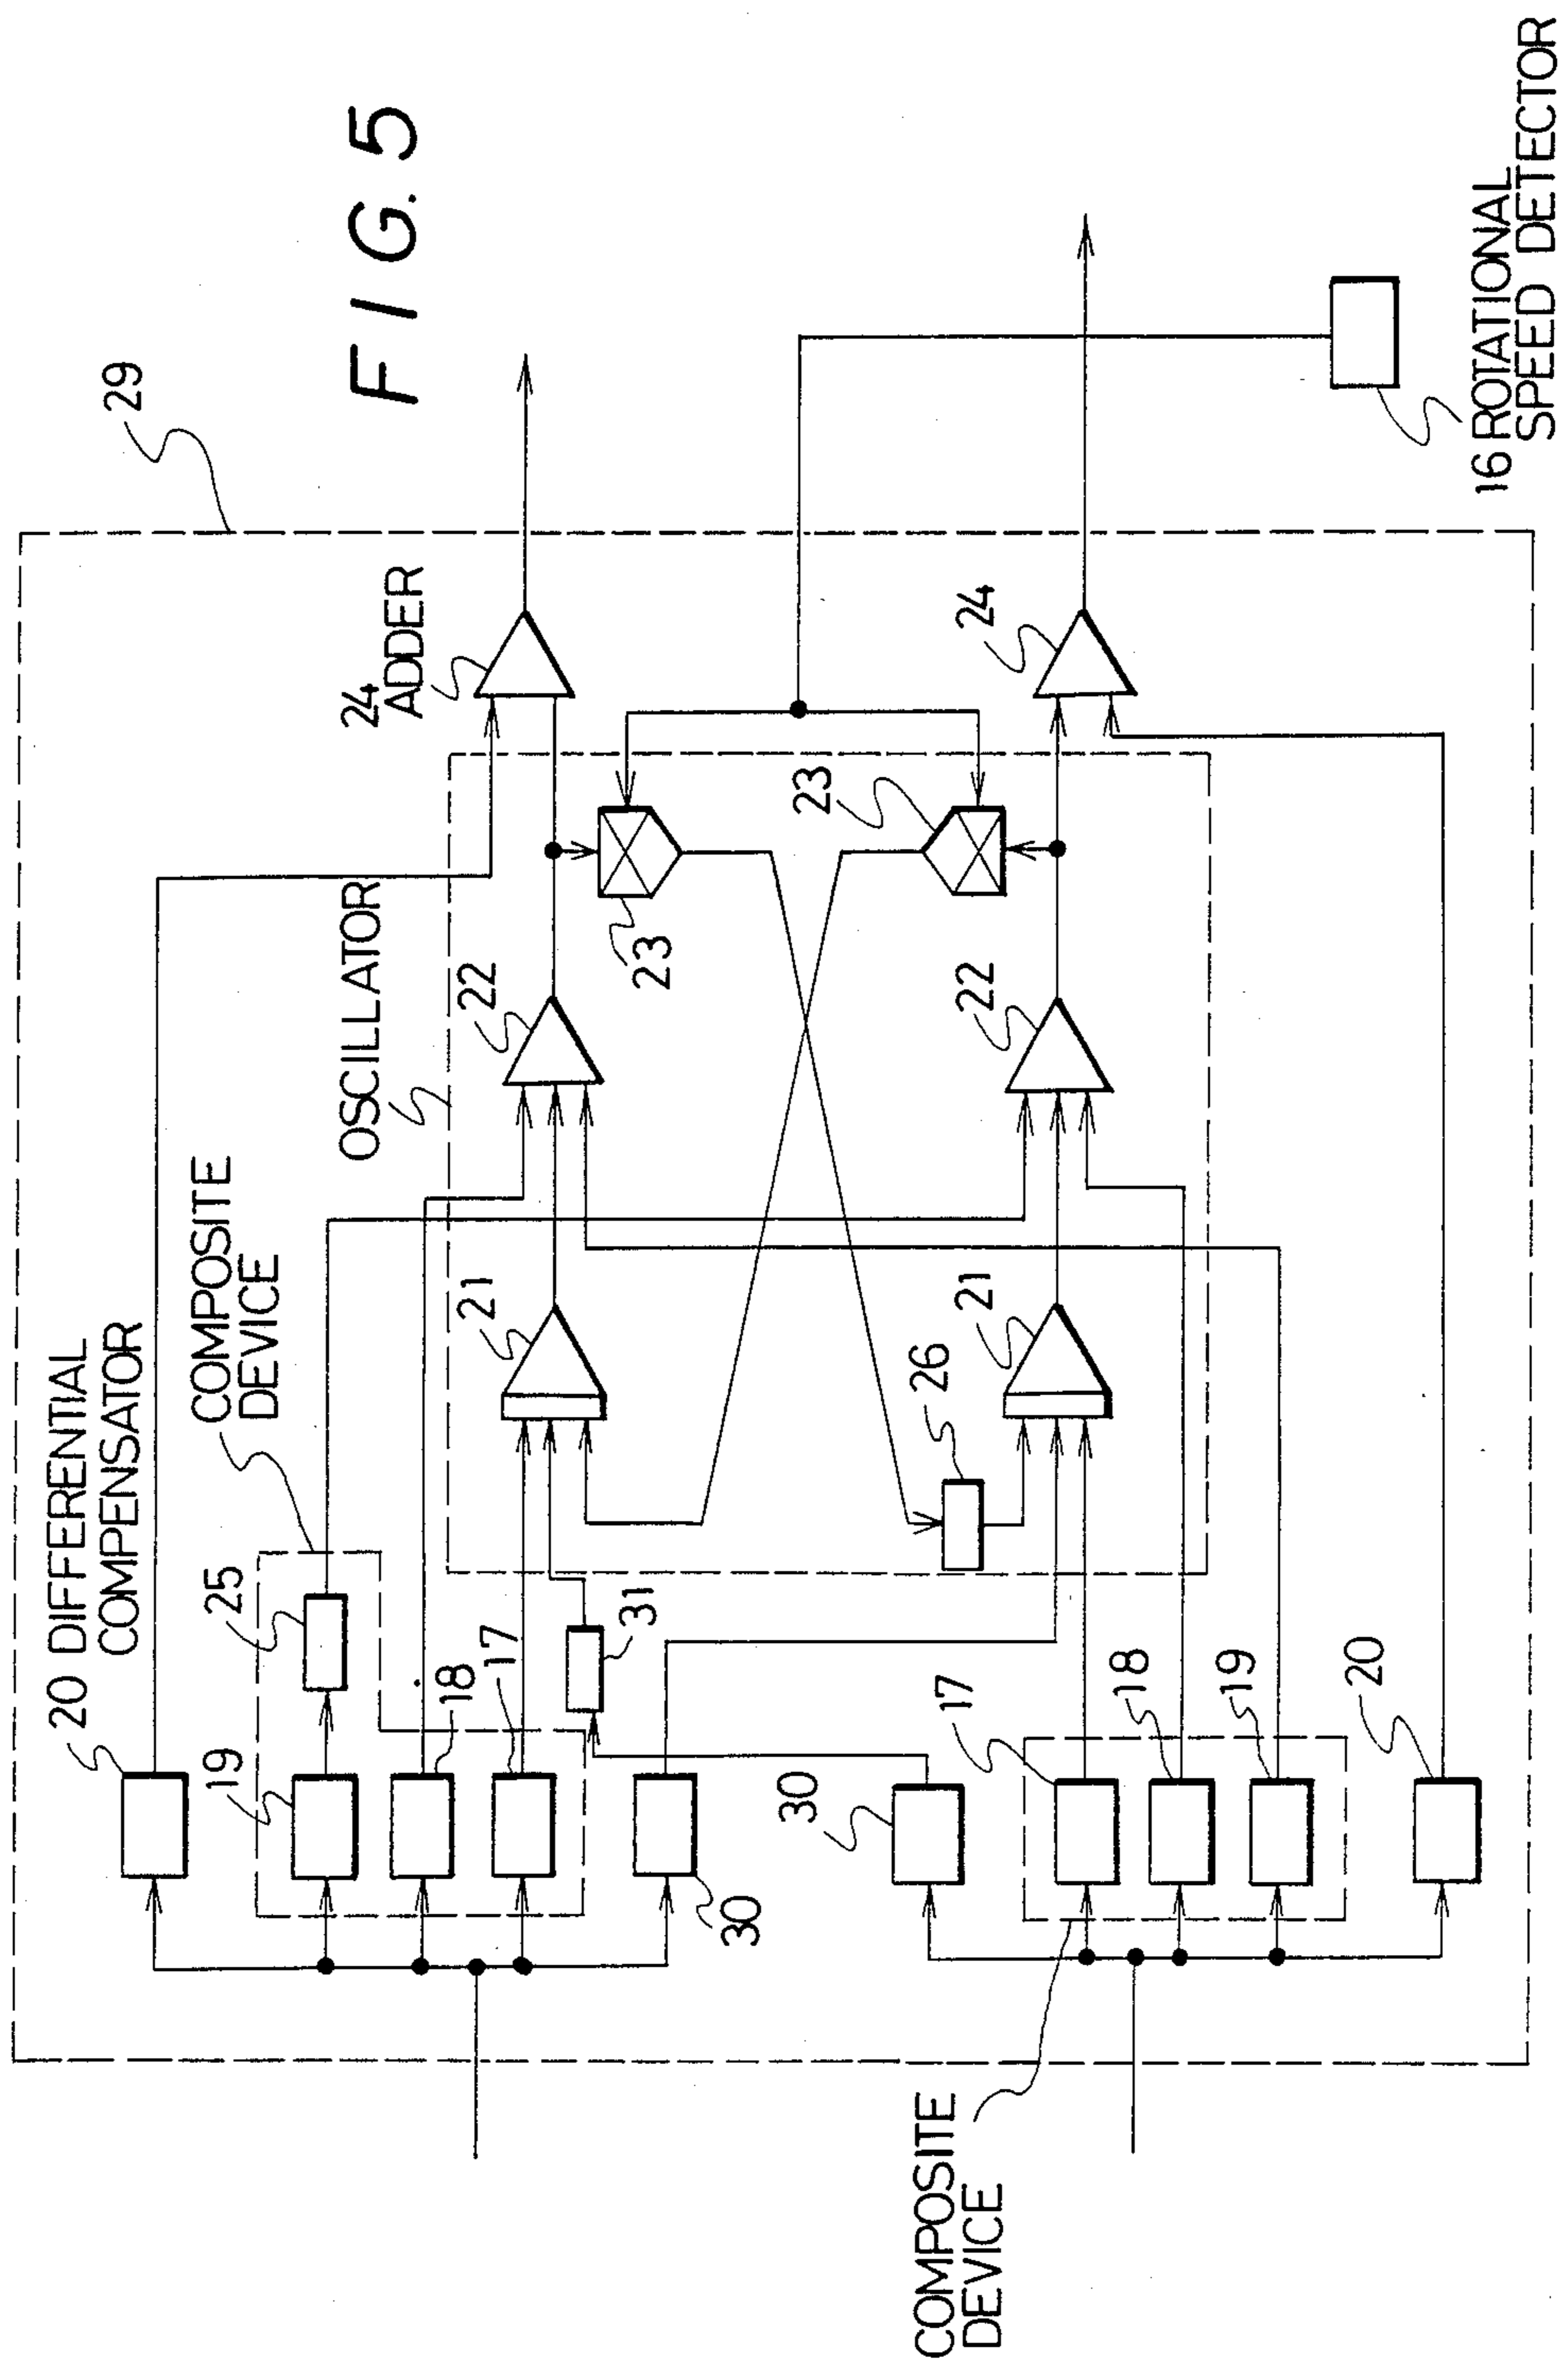 FIG. 5
29
20 DIFFERENTIAL
COMPENSATOR
COMPOSITE
DEVICE
OSCILLATOR
24
ADDER
25
19
18
17
31
30
21
22
23
23
24
26
21
22
30
17
18
19
20
COMPOSITE
DEVICE
16 ROTATIONAL
SPEED DETECTOR